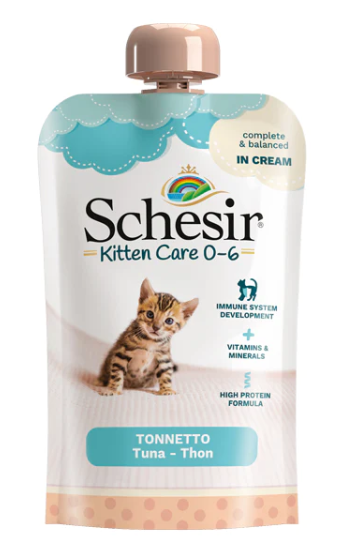 complete
& balanced
IN CREAM
Schesir®
Kitten Care 0-6
IMMUNE SYSTEM
DEVELOPMENT
+
VITAMINS &
MINERALS
HIGH PROTEIN
FORMULA
TONNETTO
Tuna - Thon